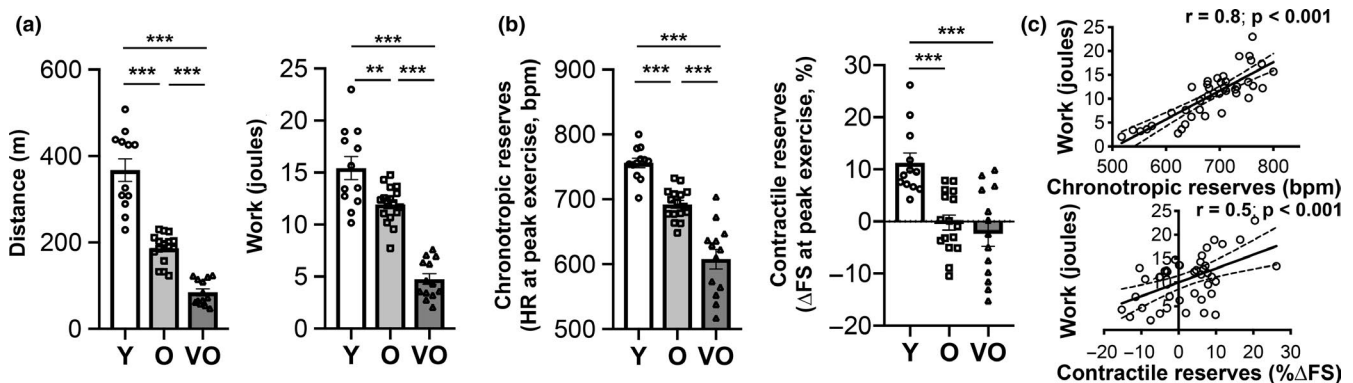 (a)
***
***
***
Distance (m)
600
400
200
0
Y
O
VO
***
**
***
Work (joules)
25
20
15
10
5
0
Y
O
VO
(b)
***
***
***
Chronotropic reserves
(HR at peak exercise, bpm)
900
800
700
600
500
Y
O
VO
***
***
Contractile reserves
(ΔFS at peak exercise, %)
30
20
10
0
−10
−20
Y
O
VO
(c)
r = 0.8; p < 0.001
Work (joules)
25
20
15
10
5
0
500
600
700
800
Chronotropic reserves (bpm)
r = 0.5; p < 0.001
Work (joules)
25
20
15
15
10
5
0
−20
−10
0
10
20
30
Contractile reserves (%ΔFS)